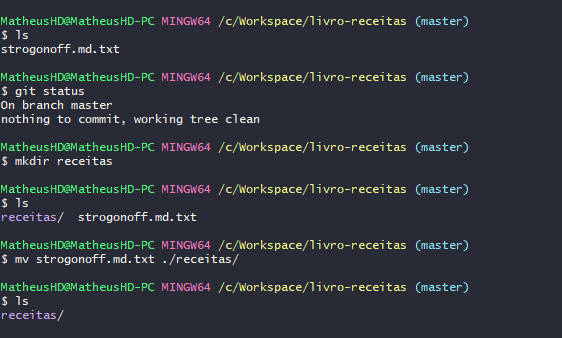 MatheusHD@MatheusHD-PC MINGW64 /c/Workspace/livro-receitas (master)
$ ls
strogonoff.md.txt
MatheusHD@MatheusHD-PC MINGW64 /c/Workspace/livro-receitas (master)
$ git status
On branch master
nothing to commit, working tree clean
MatheusHD@MatheusHD-PC MINGW64 /c/Workspace/livro-receitas (master)
$ mkdir receitas
MatheusHD@MatheusHD-PC MINGW64 /c/Workspace/livro-receitas (master)
$ ls
receitas/  strogonoff.md.txt
MatheusHD@MatheusHD-PC MINGW64 /c/Workspace/livro-receitas (master)
$ mv strogonoff.md.txt ./receitas/
MatheusHD@MatheusHD-PC MINGW64 /c/Workspace/livro-receitas (master)
$ ls
receitas/